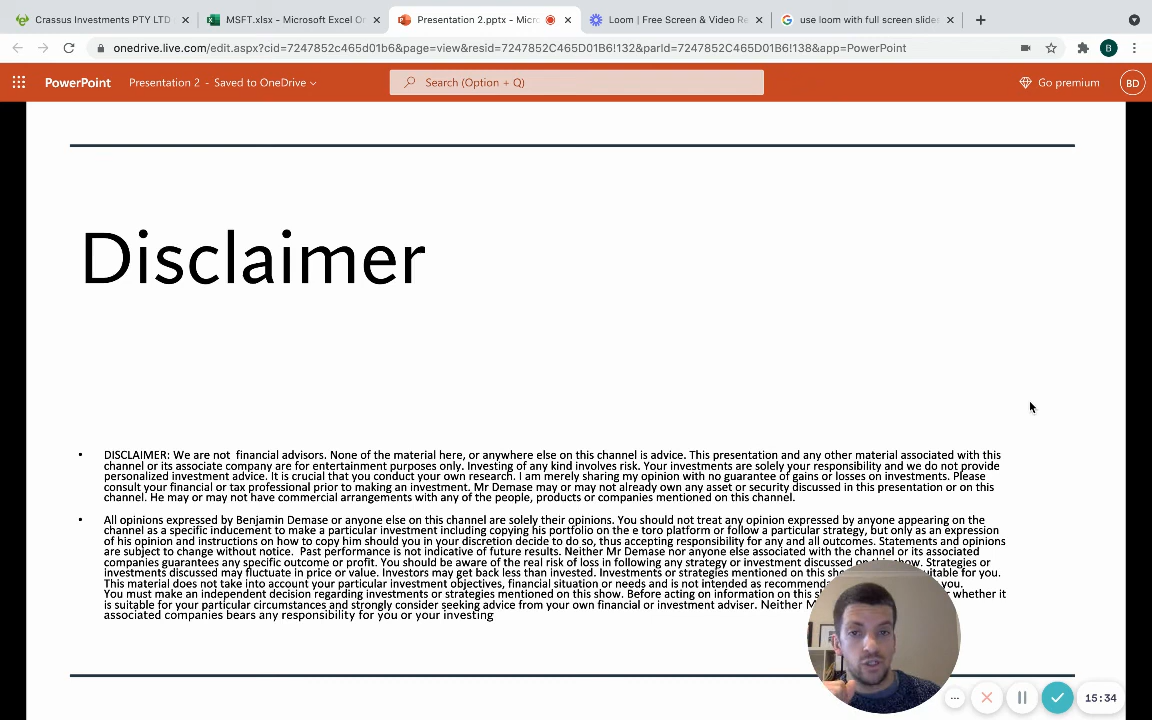 Crassus Investments PTY LTD
MSFT.xlsx - Microsoft Excel On
Presentation 2.pptx - Micro
Loom | Free Screen & Video Re
use loom with full screen slide
onedrive.live.com/edit.aspx?cid=7247852c465d01b6&page=view&resid=7247852C465D01B6!132&parId=7247852C465D01B6!138&app=PowerPoint
B
PowerPoint
Presentation 2 - Saved to OneDrive
Search (Option + Q)
Go premium
BD
Disclaimer
• DISCLAIMER: We are not financial advisors. None of the material here, or anywhere else on this channel is advice. This presentation and any other material associated with this
channel or its associate company are for entertainment purposes only. Investing of any kind involves risk. Your investments are solely your responsibility and we do not provide
personalized investment advice. It is crucial that you conduct your own research. I am merely sharing my opinion with no guarantee of gains or losses on investments. Please
consult your financial or tax professional prior to making an investment. Mr Demase may or may not already own any asset or security discussed in this presentation or on this
channel. He may or may not have commercial arrangements with any of the people, products or companies mentioned on this channel.
• All opinions expressed by Benjamin Demase or anyone else on this channel are solely their opinions. You should not treat any opinion expressed by anyone appearing on the
channel as a specific inducement to make a particular investment including copying his portfolio on the e toro platform or follow a particular strategy, but only as an expression
of his opinion and instructions on how to copy him should you in your discretion decide to do so, thus accepting responsibility for any and all outcomes. Statements and opinions
are subject to change without notice. Past performance is not indicative of future results. Neither Mr Demase nor anyone else associated with the channel or its associated
companies guarantees any specific outcome or profit. You should be aware of the real risk of loss in following any strategy or investment discussed on this show. Strategies or
investments discussed may fluctuate in price or value. Investors may get back less than invested. Investments or strategies mentioned on this uitable for you.
This material does not take into account your particular investment objectives, financial situation or needs and is not intended as recommend you.
You must make an independent decision regarding investments or strategies mentioned on this show. Before acting on information on this whether it
is suitable for your particular circumstances and strongly consider seeking advice from your own financial or investment adviser. Neither M
associated companies bears any responsibility for you or your investing
15:34